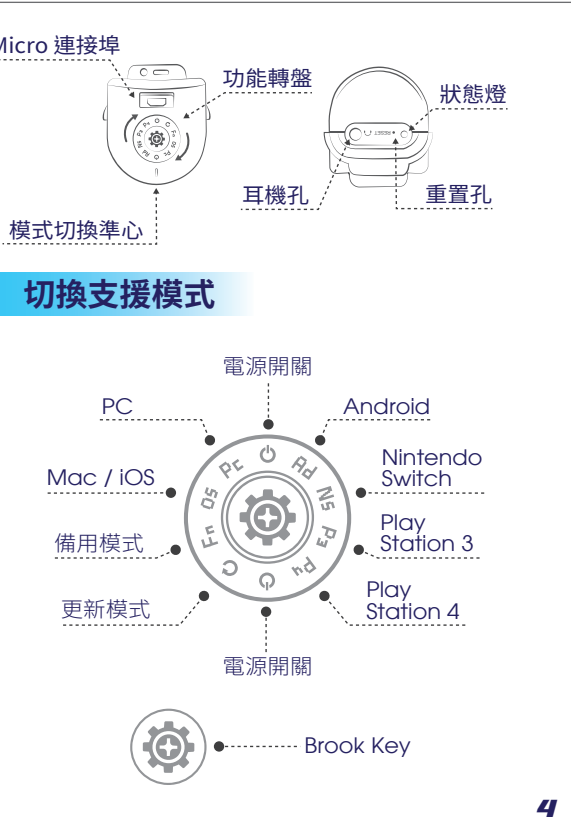 Micro 連接埠
功能轉盤
狀態燈
RESET
耳機孔
重置孔
模式切換準心
切換支援模式
電源開關
PC
Android
Mac / iOS
Nintendo
Switch
備用模式
Play
Station 3
更新模式
Play
Station 4
Pc
Ad
OS
Ns
Fn
P3
P4
電源開關
Brook Key
4